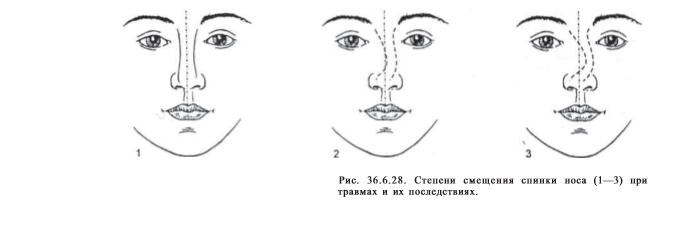 1
2
3
Рис. 36.6.28. Степени смещения спинки носа (1—3) при
травмах и их последствиях.